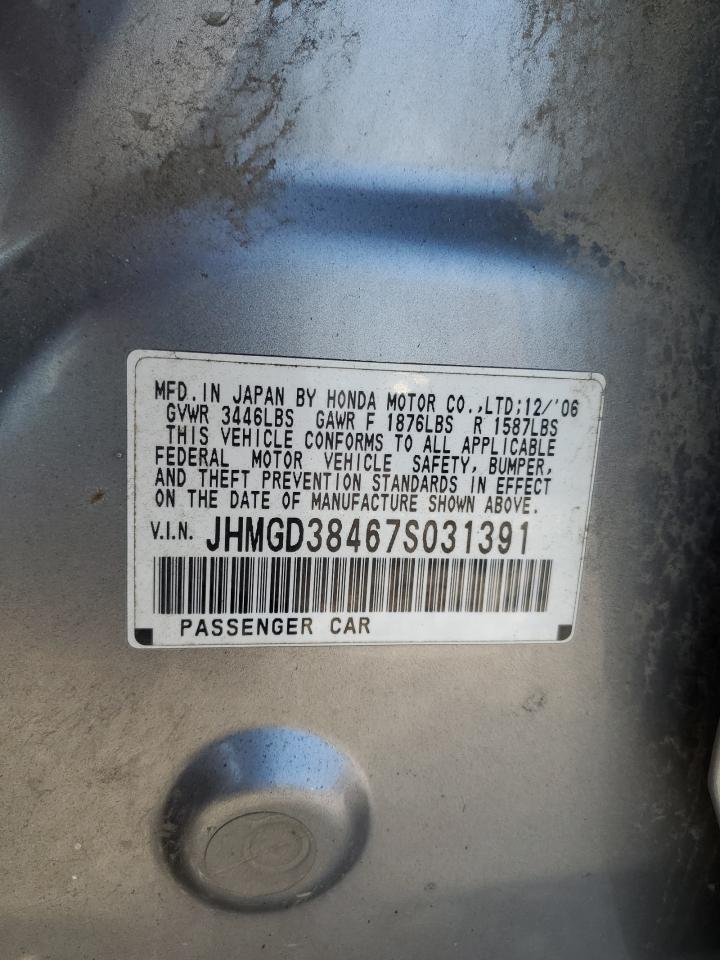 MFD. IN JAPAN BY HONDA MOTOR CO.,LTD;12/'06
GVWR 3446LBS GAWR F 1876LBS R 1587LBS
THIS VEHICLE CONFORMS TO ALL APPLICABLE
FEDERAL MOTOR VEHICLE SAFETY, BUMPER,
AND THEFT PREVENTION STANDARDS IN EFFECT
ON THE DATE OF MANUFACTURE SHOWN ABOVE.
V.I.N. JHMGD38467S031391
PASSENGER CAR